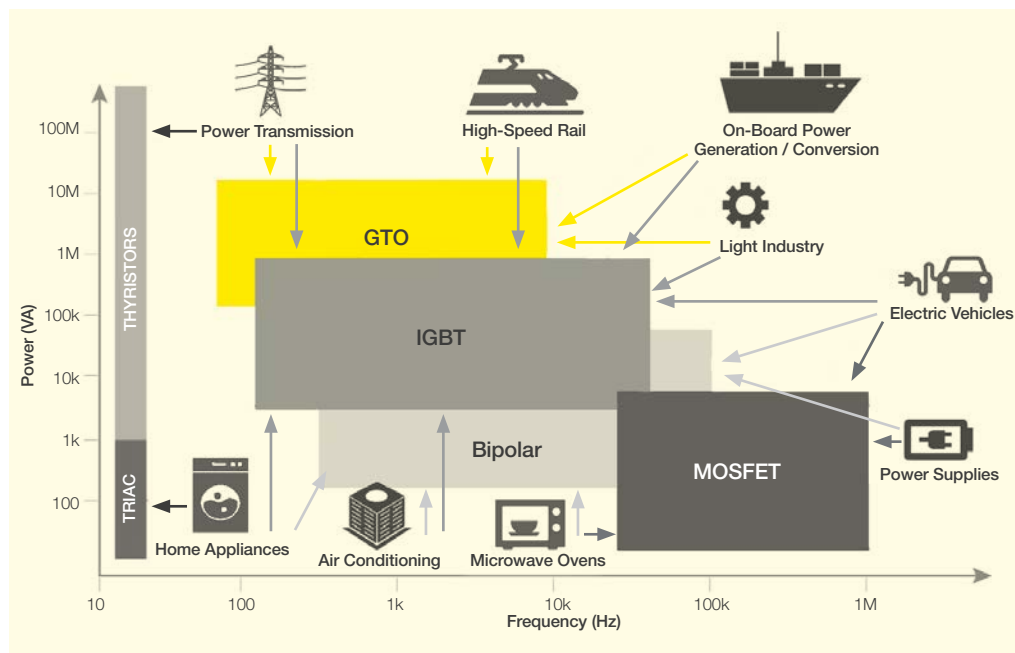 Power Transmission
High-Speed Rail
On-Board Power
Generation / Conversion
Light Industry
Electric Vehicles
Power Supplies
100M
10M
1M
100k
10k
1k
100
Power (VA)
THYRISTORS
TRIAC
GTO
IGBT
Bipolar
MOSFET
Home Appliances
Air Conditioning
Microwave Ovens
10
100
1k
10k
100k
1M
Frequency (Hz)